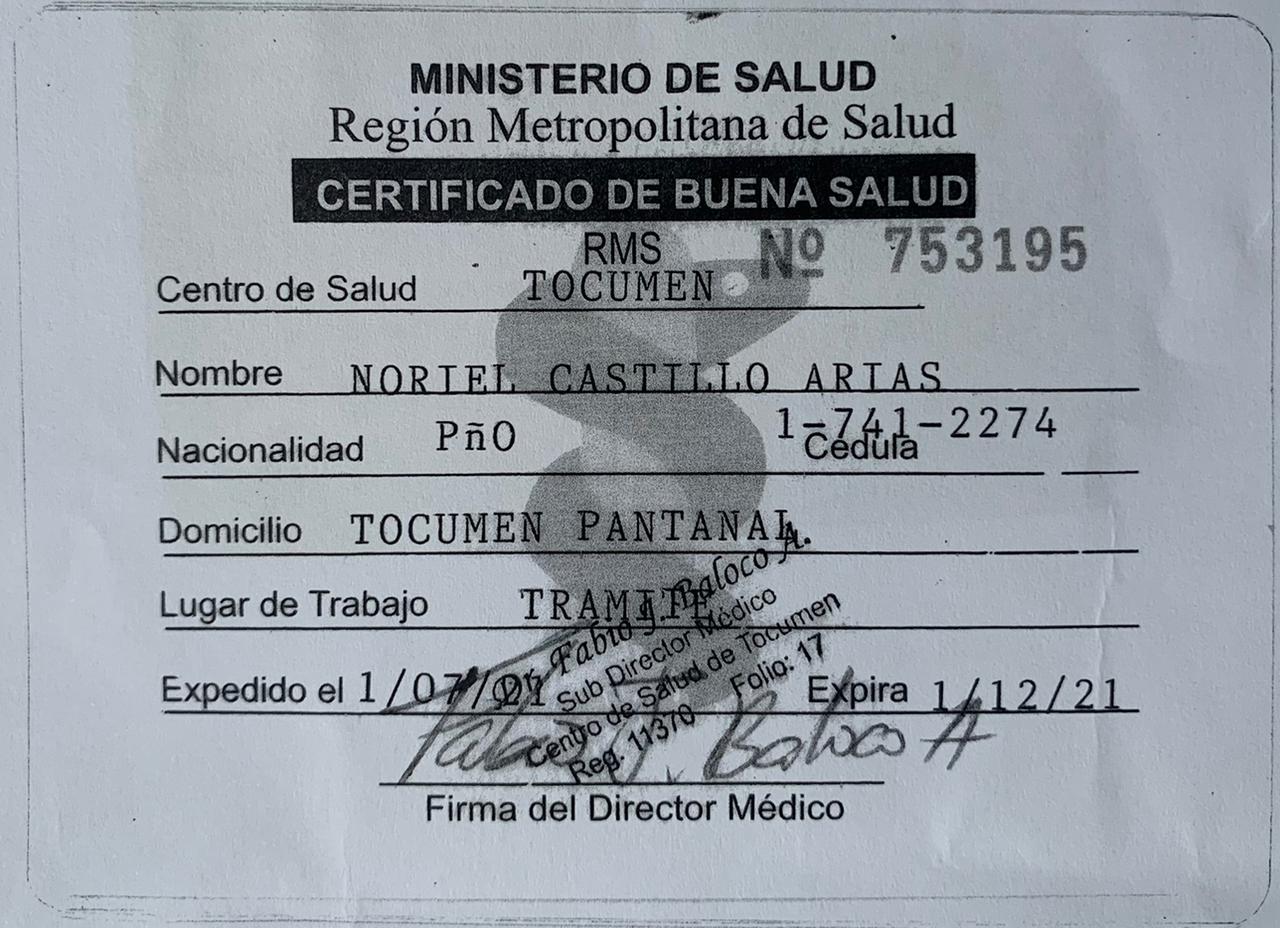 MINISTERIO DE SALUD
Región Metropolitana de Salud
CERTIFICADO DE BUENA SALUD
RMS Nº 753195
Centro de Salud TOCUMEN
Nombre NORIEL CASTILLO ARIAS
Nacionalidad PñO Cédula 1-741-2274
Domicilio TOCUMEN PANTANAL
Lugar de Trabajo TRAMITE
Expedido el 1/07/21 Expira 1/12/21
Dr. Fabio J. Baloco A.
Sub Director Médico
Centro de Salud de Tocumen
Reg. 11370 Folio: 17
Fabio J. Baloco A
Firma del Director Médico